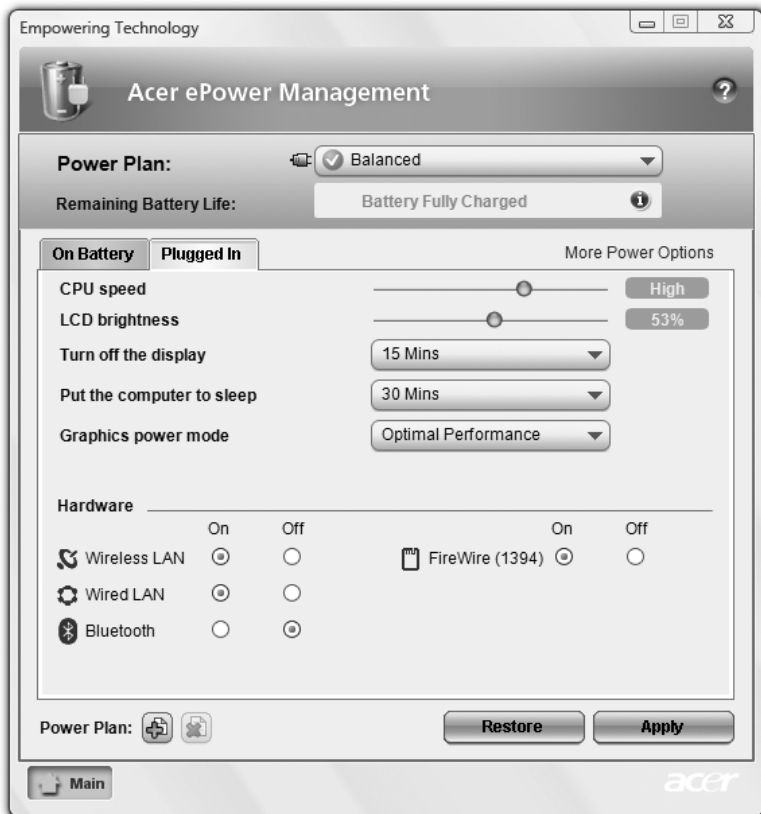 Empowering Technology
Acer ePower Management
?
Power Plan: Balanced
Remaining Battery Life: Battery Fully Charged
On Battery Plugged In More Power Options
CPU speed High
LCD brightness 53%
Turn off the display 15 Mins
Put the computer to sleep 30 Mins
Graphics power mode Optimal Performance
Hardware
On Off On Off
Wireless LAN FireWire (1394)
Wired LAN
Bluetooth
Power Plan: Restore Apply
Main acer